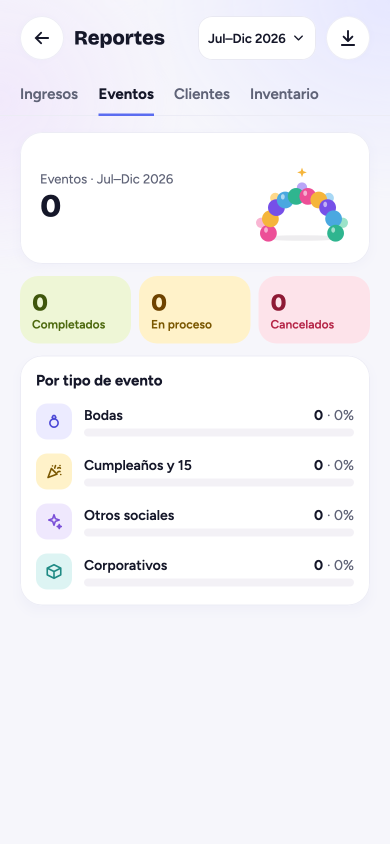 Reportes
Jul–Dic 2026
Ingresos
Eventos
Clientes
Inventario
Eventos · Jul–Dic 2026
0
0
Completados
0
En proceso
0
Cancelados
Por tipo de evento
Bodas
0 · 0%
Cumpleaños y 15
0 · 0%
Otros sociales
0 · 0%
Corporativos
0 · 0%